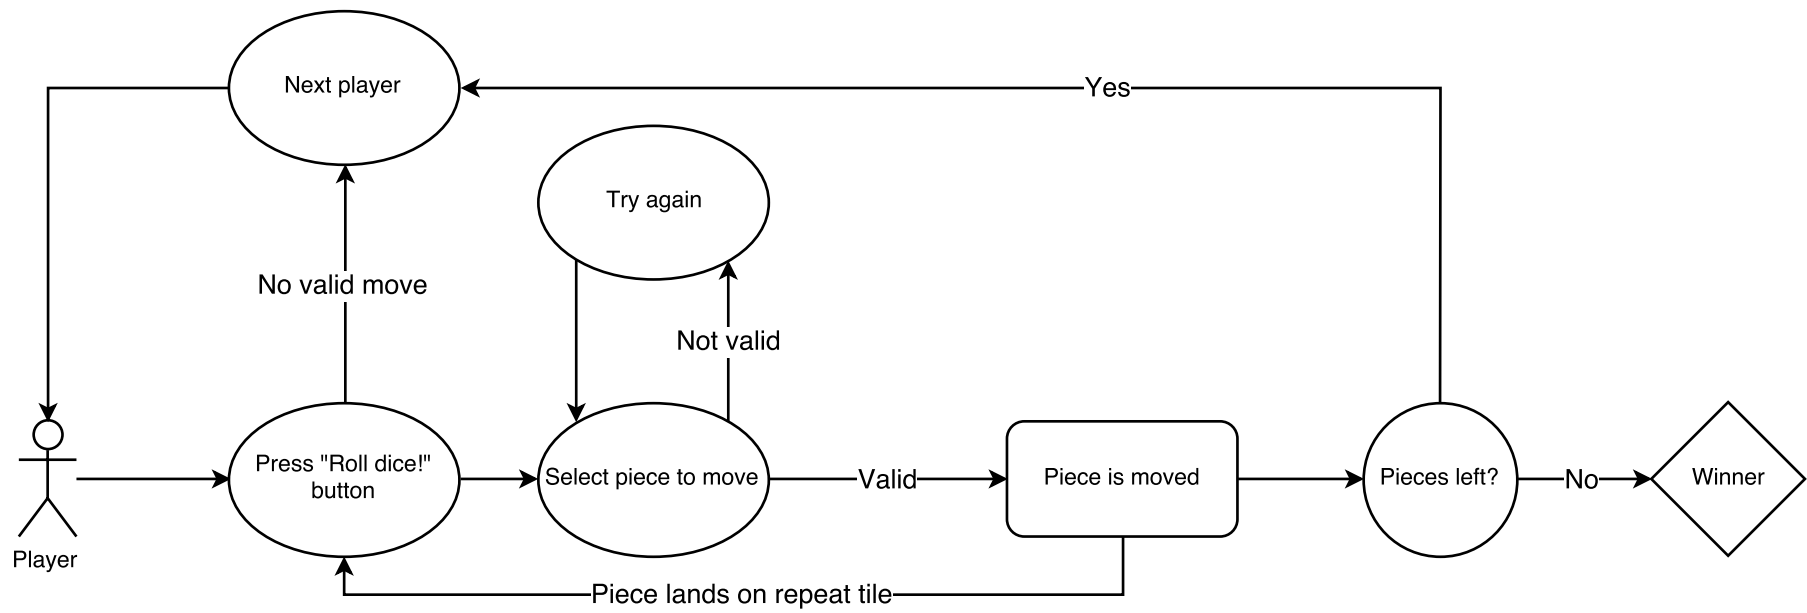 Next player
Yes
Try again
No valid move
Not valid
Press "Roll dice!"
button
Select piece to move
Valid
Piece is moved
Pieces left?
No
Winner
Player
Piece lands on repeat tile